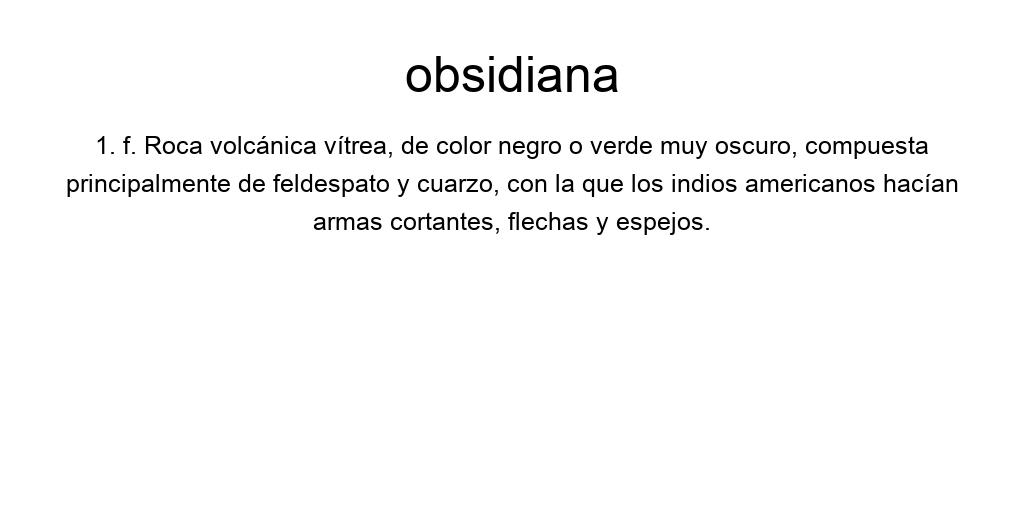 obsidiana
1. f. Roca volcánica vítrea, de color negro o verde muy oscuro, compuesta
principalmente de feldespato y cuarzo, con la que los indios americanos hacían
armas cortantes, flechas y espejos.